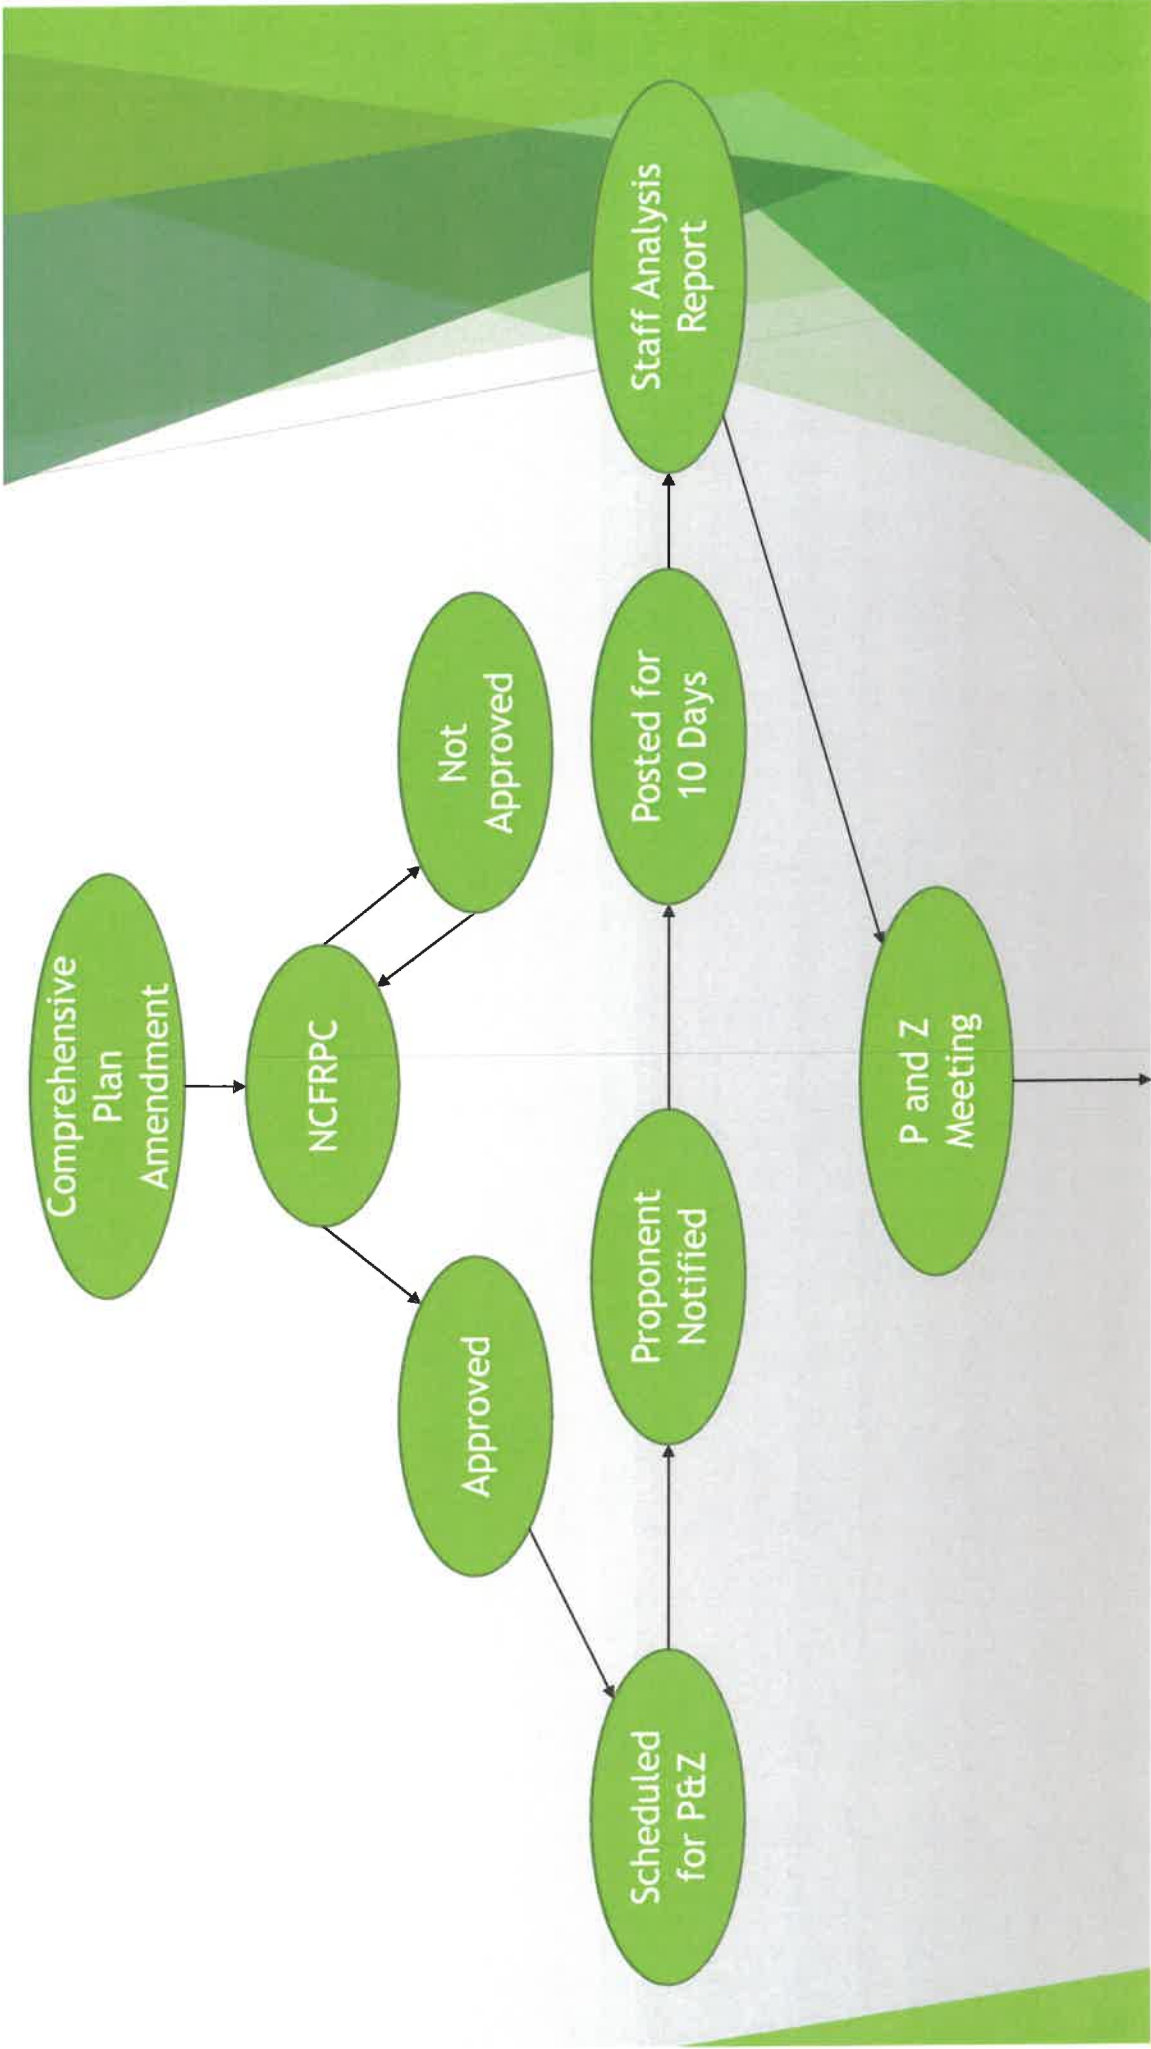 Comprehensive
Plan
Amendment
NCFRPC
Approved
Not
Approved
Scheduled
for P&Z
Proponent
Notified
Posted for
10 Days
Staff Analysis
Report
P and Z
Meeting